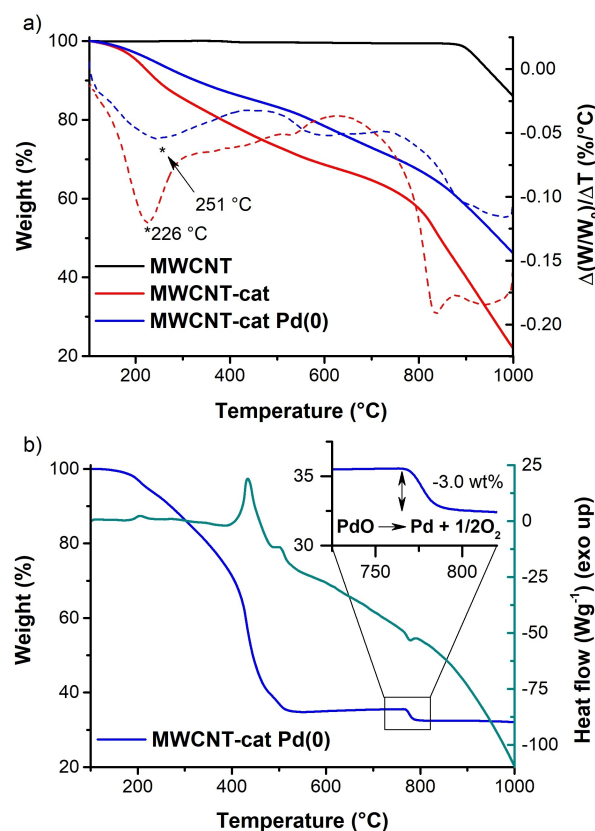 a)
100
80
60
40
20
Weight (%)
0.00
-0.05
-0.10
-0.15
-0.20
Δ(W/W₀)/ΔT (%/°C)
*
251 °C
*226 °C
MWCNT
MWCNT-cat
MWCNT-cat Pd(0)
200 400 600 800 1000
Temperature (°C)
b)
100
80
60
40
20
Weight (%)
25
0
-25
-50
-75
-100
Heat flow (Wg⁻¹) (exo up)
35
30
-3.0 wt%
PdO → Pd + 1/2O₂
750 800
MWCNT-cat Pd(0)
200 400 600 800 1000
Temperature (°C)